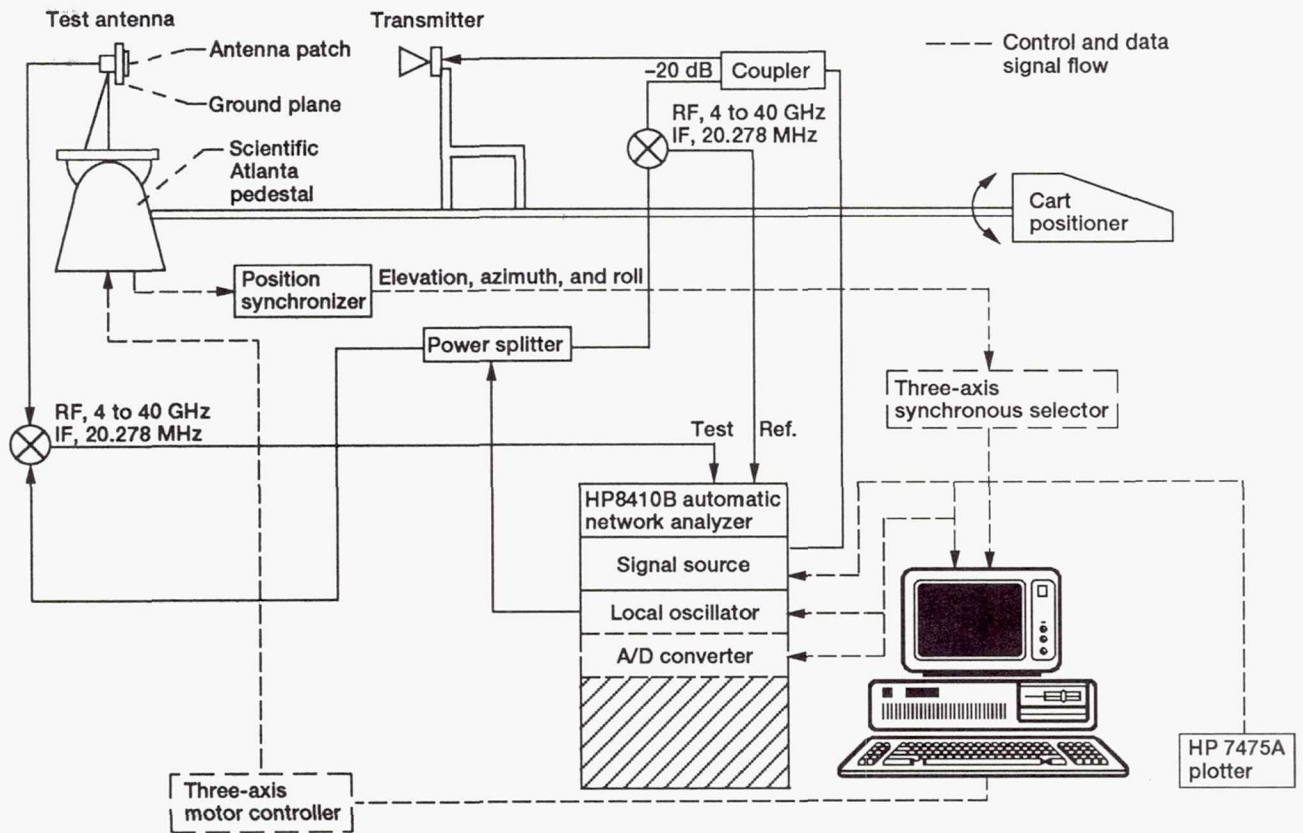 Test antenna
Antenna patch
Ground plane
Scientific
Atlanta
pedestal
Transmitter
–20 dB
Coupler
RF, 4 to 40 GHz
IF, 20.278 MHz
Control and data
signal flow
Cart
positioner
Position
synchronizer
Elevation, azimuth, and roll
Power splitter
Three-axis
synchronous selector
RF, 4 to 40 GHz
IF, 20.278 MHz
Test
Ref.
HP8410B automatic
network analyzer
Signal source
Local oscillator
A/D converter
HP 7475A
plotter
Three-axis
motor controller